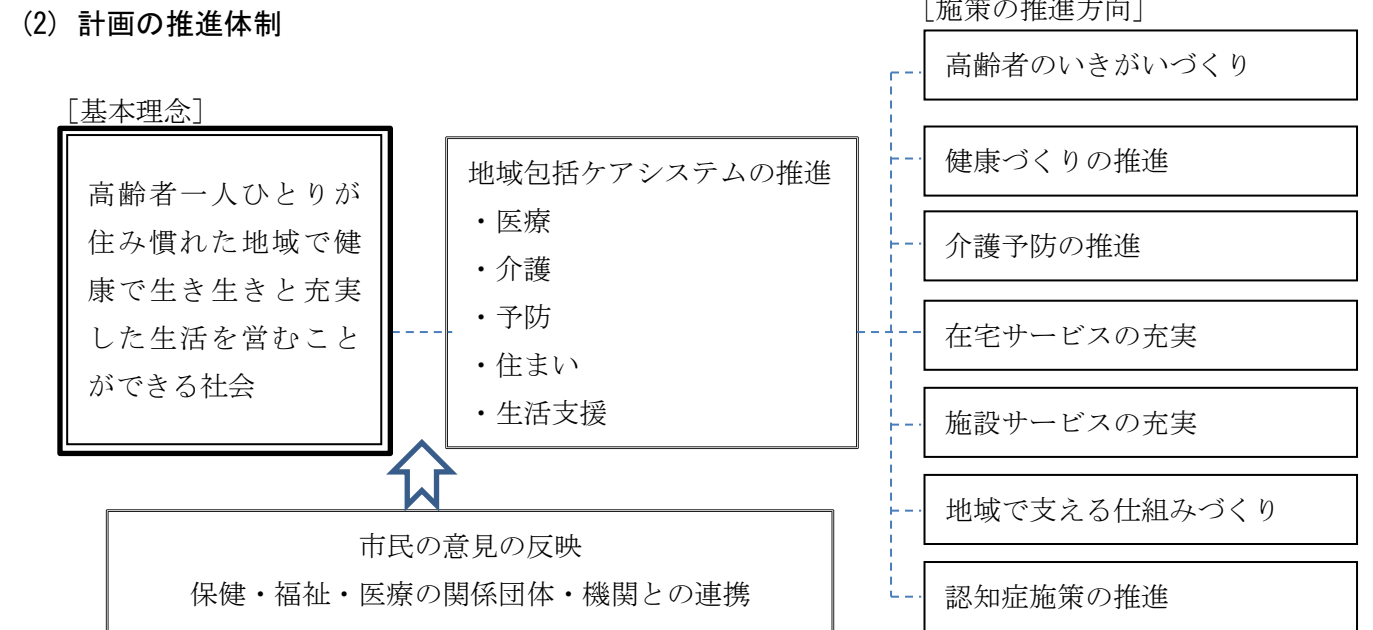 (2) 計画の推進体制
[基本理念]
高齢者一人ひとりが
住み慣れた地域で健
康で生き生きと充実
した生活を営むこと
ができる社会
地域包括ケアシステムの推進
・医療
・介護
・予防
・住まい
・生活支援
市民の意見の反映
保健・福祉・医療の関係団体・機関との連携
[施策の推進方向]
高齢者のいきがいづくり
健康づくりの推進
介護予防の推進
在宅サービスの充実
施設サービスの充実
地域で支える仕組みづくり
認知症施策の推進